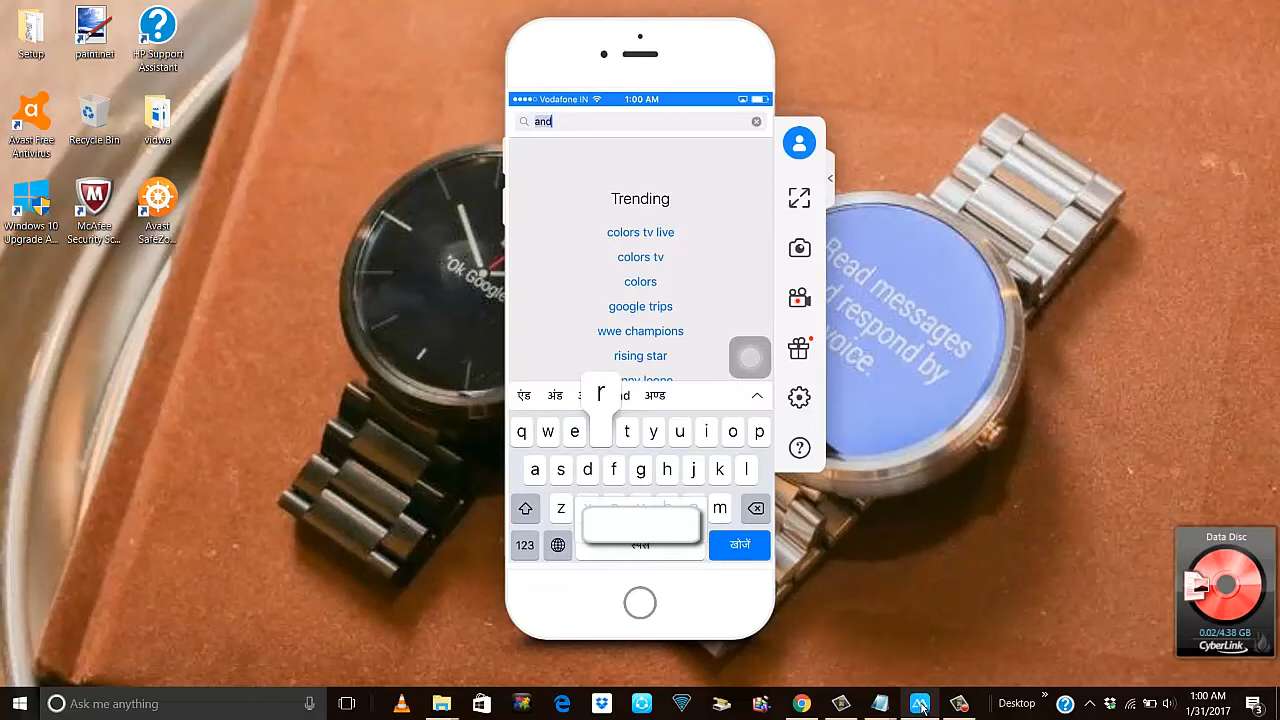 Setup
paint.net
HP Support
Assistant
Avast Free
Antivirus
Recycle Bin
vidwa
Windows 10
Upgrade A...
McAfee
Security Sc...
Avast
SafeZo...
"Ok Google
Read messages
respond by
voice.
Vodafone IN
1:00 AM
and
Trending
colors tv live
colors tv
colors
google trips
wwe champions
rising star
एंड
अंड
अण्ड
r
q
w
e
t
y
u
i
o
p
a
s
d
f
g
h
j
k
l
z
m
123
स्पेस
खोजें
Data Disc
0.02/4.38 GB
CyberLink
Ask me anything
Desktop
1:00 AM
1/31/2017